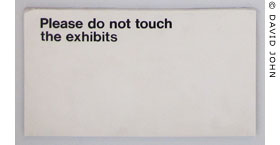 Please do not touch
the exhibits
© DAVID JOHN